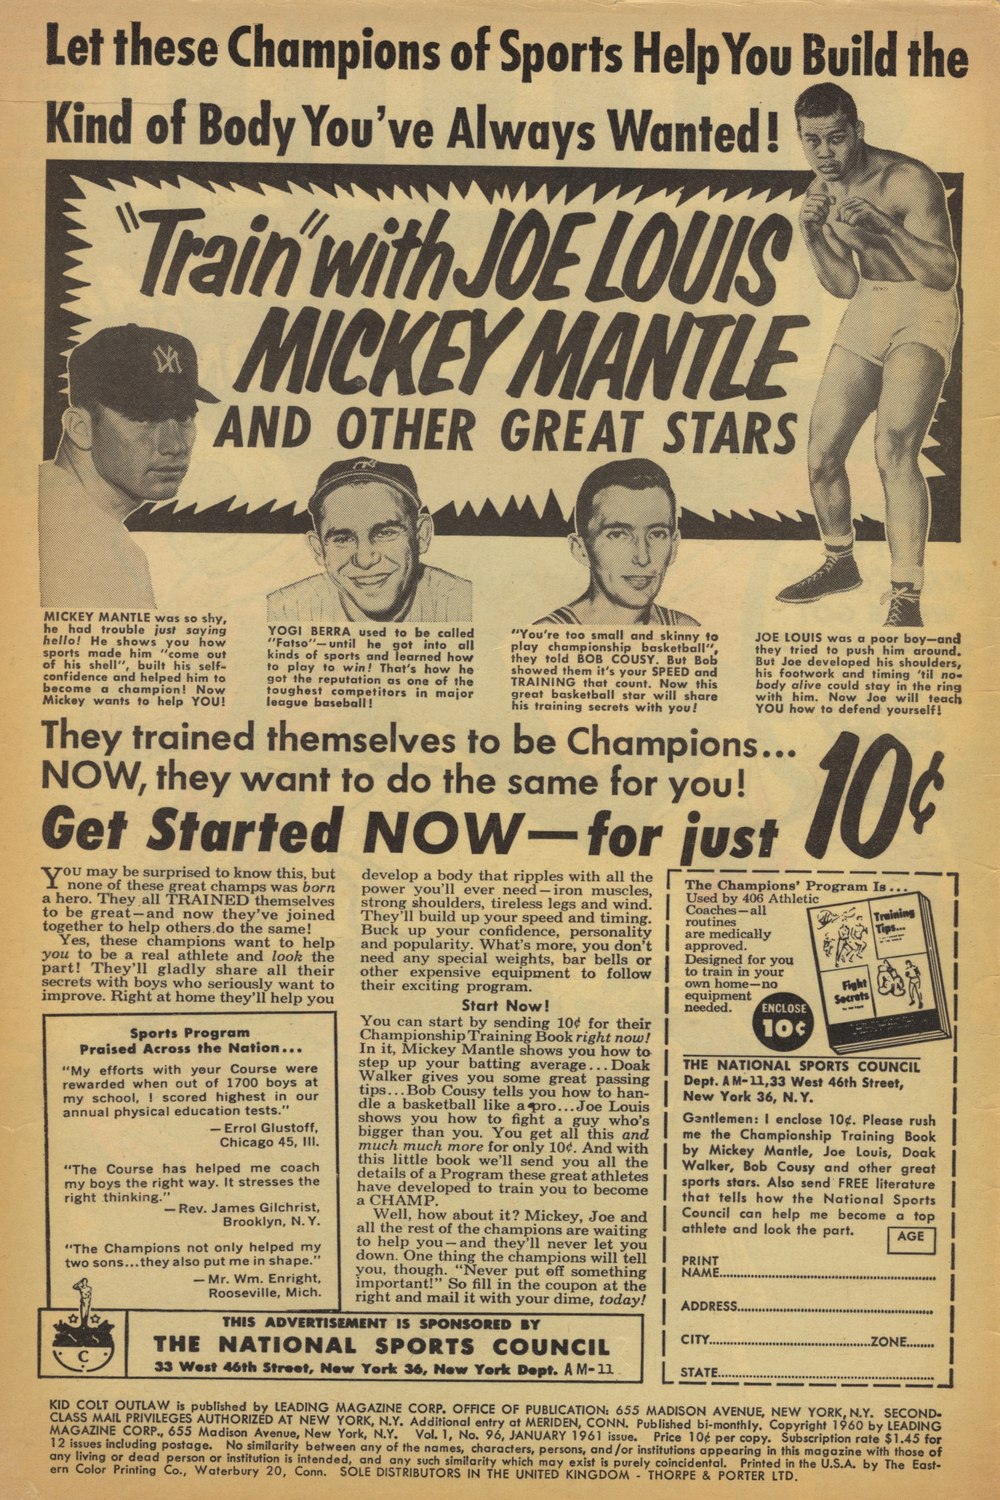 Let these Champions of Sports Help You Build the
Kind of Body You've Always Wanted!
"Train" with JOE LOUIS
MICKEY MANTLE
AND OTHER GREAT STARS
MICKEY MANTLE was so shy,
he had trouble just saying
hello! He shows you how
sports made him "come out
of his shell", built his self-
confidence and helped him to
become a champion! Now
Mickey wants to help YOU!
YOGI BERRA used to be called
"Fatso"—until he got into all
kinds of sports and learned how
to play to win! That's how he
got the reputation as one of the
toughest competitors in major
league baseball!
"You're too small and skinny to
play championship basketball",
they told BOB COUSY. But Bob
showed them it's your SPEED and
TRAINING that count. Now this
great basketball star will share
his training secrets with you!
JOE LOUIS was a poor boy—and
they tried to push him around.
But Joe developed his shoulders,
his footwork and timing 'til no-
body alive could stay in the ring
with him. Now Joe will teach
YOU how to defend yourself!
They trained themselves to be Champions...
NOW, they want to do the same for you!
Get Started NOW—for just 10¢
YOU may be surprised to know this, but
none of these great champs was born
a hero. They all TRAINED themselves
to be great—and now they've joined
together to help others do the same!
Yes, these champions want to help
you to be a real athlete and look the
part! They'll gladly share all their
secrets with boys who seriously want to
improve. Right at home they'll help you
Sports Program
Praised Across the Nation...
"My efforts with your Course were
rewarded when out of 1700 boys at
my school, I scored highest in our
annual physical education tests."
—Errol Glustoff,
Chicago 45, Ill.
"The Course has helped me coach
my boys the right way. It stresses the
right thinking."
—Rev. James Gilchrist,
Brooklyn, N.Y.
"The Champions not only helped my
two sons...they also put me in shape."
—Mr. Wm. Enright,
Rooseville, Mich.
develop a body that ripples with all the
power you'll ever need—iron muscles,
strong shoulders, tireless legs and wind.
They'll build up your speed and timing.
Buck up your confidence, personality
and popularity. What's more, you don't
need any special weights, bar bells or
other expensive equipment to follow
their exciting program.
Start Now!
You can start by sending 10¢ for their
Championship Training Book right now!
In it, Mickey Mantle shows you how to
step up your batting average...Doak
Walker gives you some great passing
tips...Bob Cousy tells you how to han-
dle a basketball like a pro...Joe Louis
shows you how to fight a guy who's
bigger than you. You get all this and
much much more for only 10¢. And with
this little book we'll send you all the
details of a Program these great athletes
have developed to train you to become
a CHAMP.
Well, how about it? Mickey, Joe and
all the rest of the champions are waiting
to help you—and they'll never let you
down. One thing the champions will tell
you, though. "Never put off something
important!" So fill in the coupon at the
right and mail it with your dime, today!
The Champions' Program Is...
Used by 406 Athletic
Coaches—all
routines
are medically
approved.
Designed for you
to train in your
own home—no
equipment
needed.
Training
Tips...
Fight
Secrets
ENCLOSE
10¢
THE NATIONAL SPORTS COUNCIL
Dept. AM-11, 33 West 46th Street,
New York 36, N.Y.
Gentlemen: I enclose 10¢. Please rush
me the Championship Training Book
by Mickey Mantle, Joe Louis, Doak
Walker, Bob Cousy and other great
sports stars. Also send FREE literature
that tells how the National Sports
Council can help me become a top
athlete and look the part.
AGE
PRINT
NAME
ADDRESS
CITY ZONE
STATE
N S
C
THIS ADVERTISEMENT IS SPONSORED BY
THE NATIONAL SPORTS COUNCIL
33 West 46th Street, New York 36, New York Dept. AM-11
KID COLT OUTLAW is published by LEADING MAGAZINE CORP. OFFICE OF PUBLICATION: 655 MADISON AVENUE, NEW YORK, N.Y. SECOND-
CLASS MAIL PRIVILEGES AUTHORIZED AT NEW YORK, N.Y. Additional entry at MERIDEN, CONN. Published bi-monthly. Copyright 1960 by LEADING
MAGAZINE CORP., 655 Madison Avenue, New York, N.Y. Vol. 1, No. 96, JANUARY 1961 issue. Price 10¢ per copy. Subscription rate $1.45 for
12 issues including postage. No similarity between any of the names, characters, persons, and/or institutions appearing in this magazine with those of
any living or dead person or institution is intended, and any such similarity which may exist is purely coincidental. Printed in the U.S.A. by The East-
ern Color Printing Co., Waterbury 20, Conn. SOLE DISTRIBUTORS IN THE UNITED KINGDOM - THORPE & PORTER LTD.